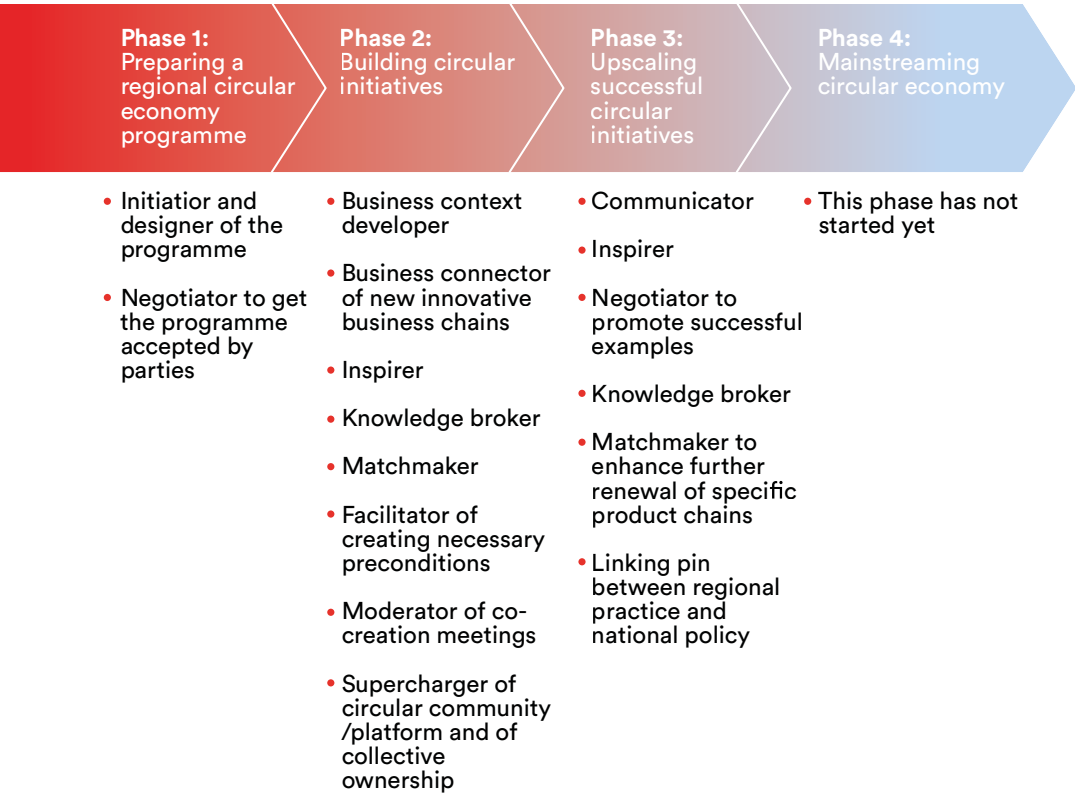 Phase 1:
Preparing a
regional circular
economy
programme
Phase 2:
Building circular
initiatives
Phase 3:
Upscaling
successful
circular
initiatives
Phase 4:
Mainstreaming
circular economy
• Initiatior and
designer of the
programme
• Negotiator to get
the programme
accepted by
parties
• Business context
developer
• Business connector
of new innovative
business chains
• Inspirer
• Knowledge broker
• Matchmaker
• Facilitator of
creating necessary
preconditions
• Moderator of co-
creation meetings
• Supercharger of
circular community
/platform and of
collective
ownership
• Communicator
• Inspirer
• Negotiator to
promote successful
examples
• Knowledge broker
• Matchmaker to
enhance further
renewal of specific
product chains
• Linking pin
between regional
practice and
national policy
• This phase has not
started yet